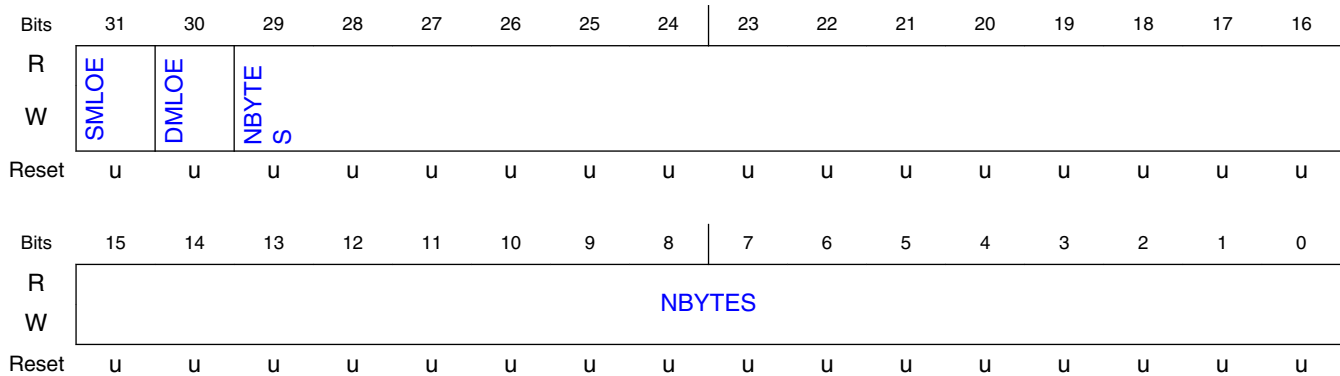 Bits 31 30 29 28 27 26 25 24 23 22 21 20 19 18 17 16
R
W
SMLOE
DMLOE
NBYTE
S
Reset u u u u u u u u u u u u u u u u
Bits 15 14 13 12 11 10 9 8 7 6 5 4 3 2 1 0
R
W
NBYTES
Reset u u u u u u u u u u u u u u u u